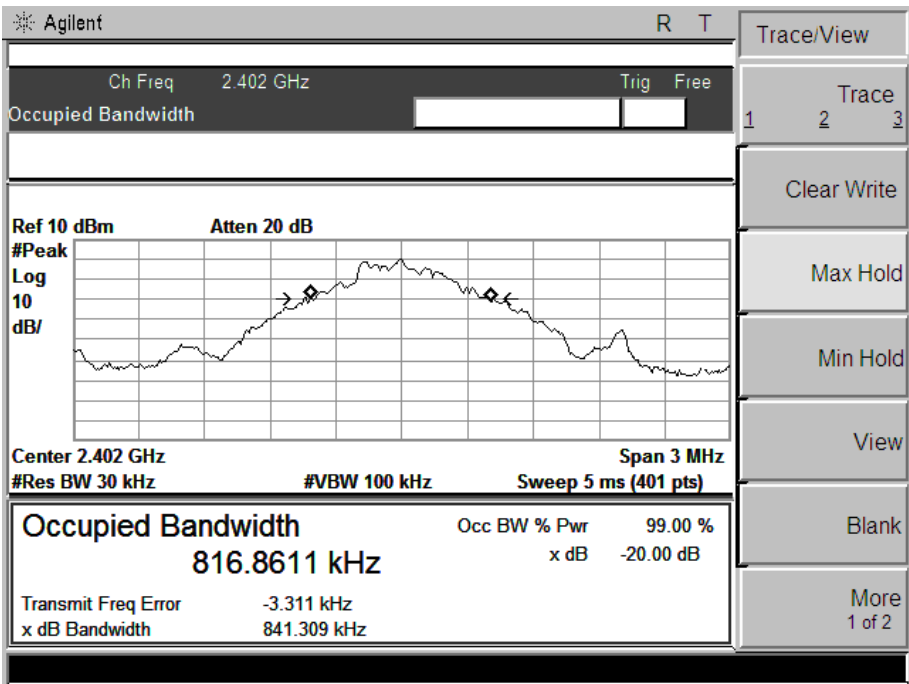 Agilent R T
Ch Freq 2.402 GHz Trig Free
Occupied Bandwidth
Ref 10 dBm Atten 20 dB
#Peak
Log
10
dB/
Center 2.402 GHz Span 3 MHz
#Res BW 30 kHz #VBW 100 kHz Sweep 5 ms (401 pts)
Occupied Bandwidth Occ BW % Pwr 99.00 %
816.8611 kHz x dB -20.00 dB
Transmit Freq Error -3.311 kHz
x dB Bandwidth 841.309 kHz
Trace/View
Trace
1 2 3
Clear Write
Max Hold
Min Hold
View
Blank
More
1 of 2